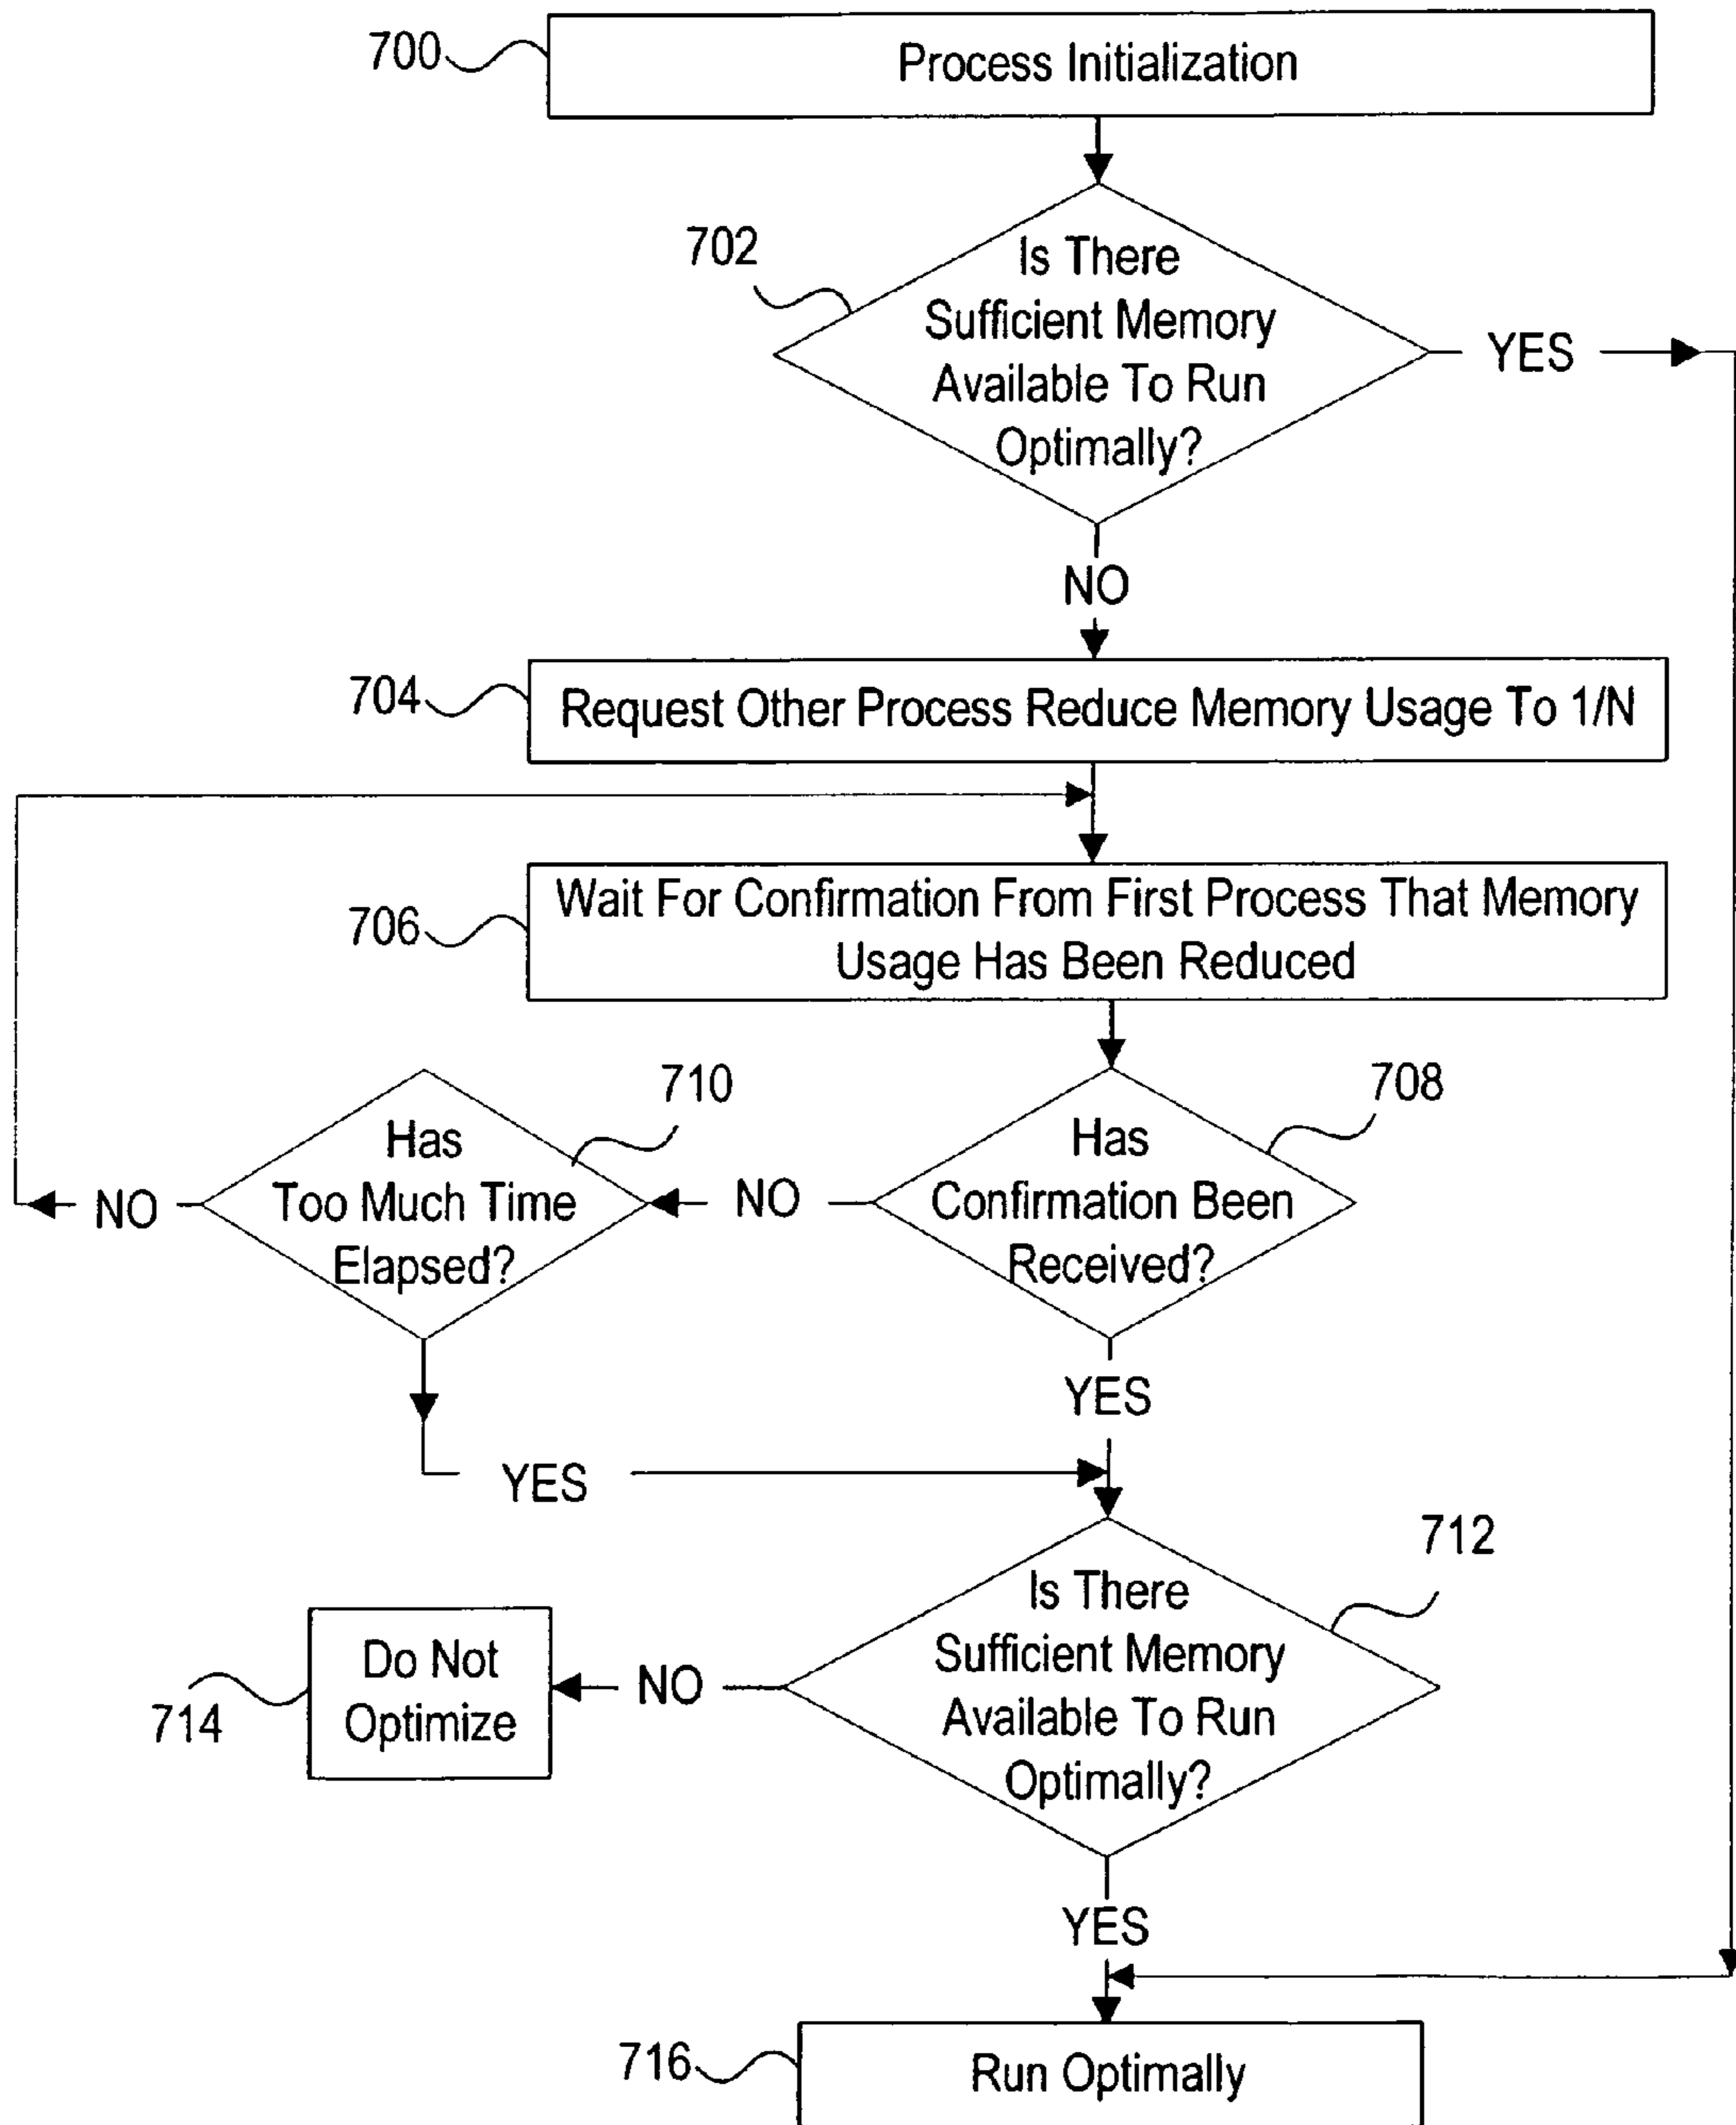 700
Process Initialization
702
Is There
Sufficient Memory
Available To Run
Optimally?
YES
NO
704
Request Other Process Reduce Memory Usage To 1/N
706
Wait For Confirmation From First Process That Memory
Usage Has Been Reduced
710
708
Has
Too Much Time
Elapsed?
Has
Confirmation Been
Received?
NO
NO
YES
YES
712
Is There
Sufficient Memory
Available To Run
Optimally?
Do Not
Optimize
714
NO
YES
716
Run Optimally